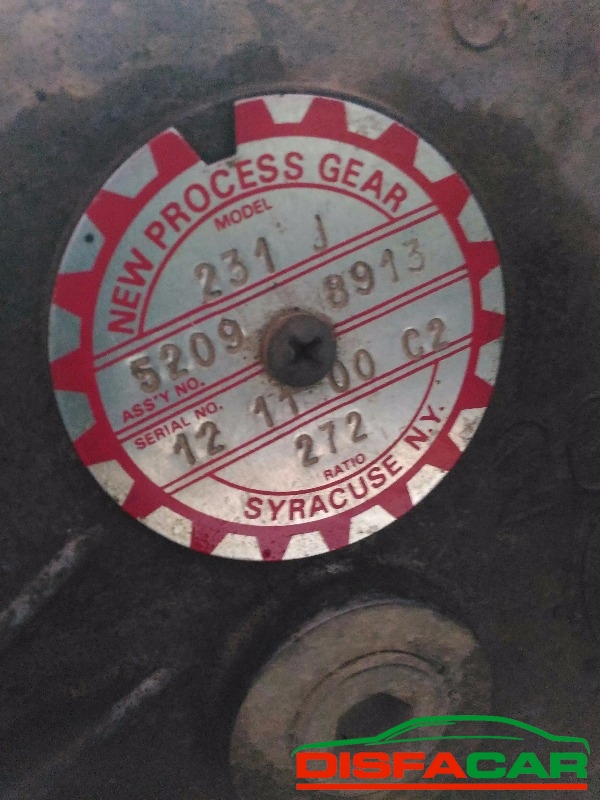 NEW PROCESS GEAR
MODEL
231 J
5209 8913
ASS'Y NO.
SERIAL NO.
12 11 00 C2
272
RATIO
SYRACUSE N.Y.
DISFACAR